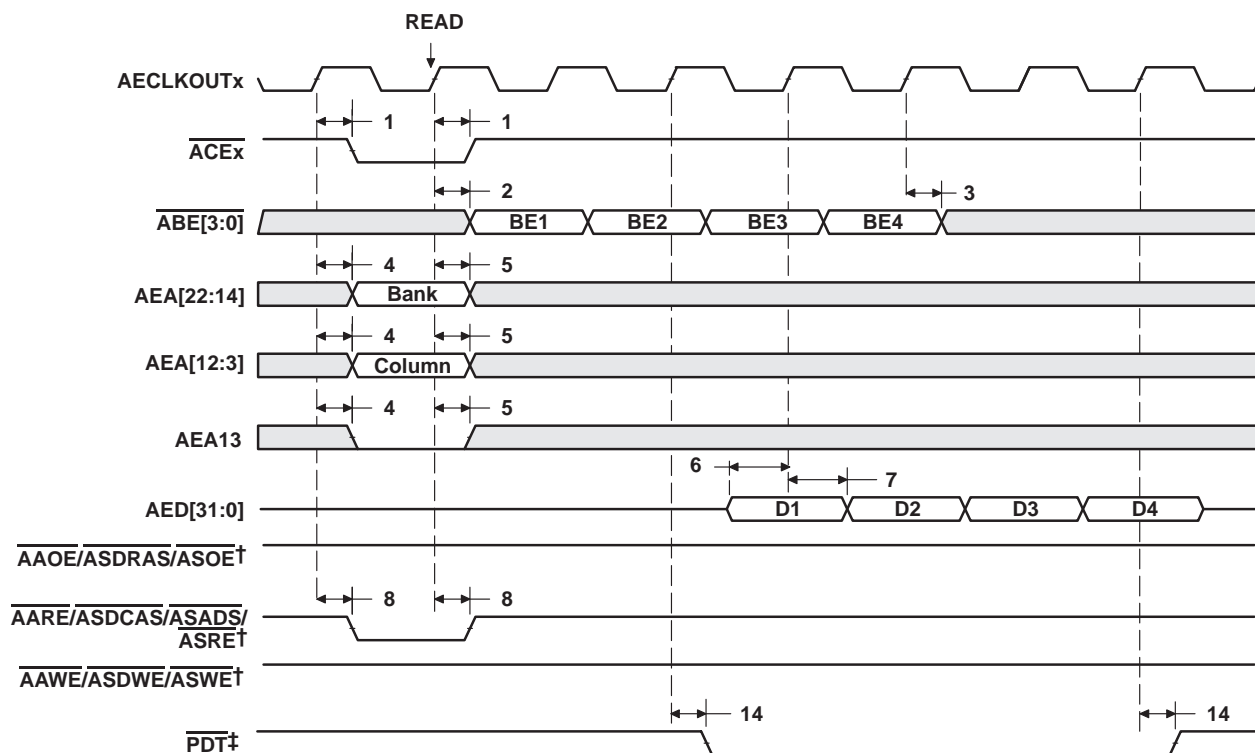 READ
AECLKOUTx
1 1
ACEx
2 3
ABE[3:0] BE1 BE2 BE3 BE4
4 5
AEA[22:14] Bank
4 5
AEA[12:3] Column
4 5
AEA13
6 7
AED[31:0] D1 D2 D3 D4
AAOE/ASDRAS/ASOE†
8 8
AARE/ASDCAS/ASADS/
ASRE†
AAWE/ASDWE/ASWE†
14 14
PDT‡